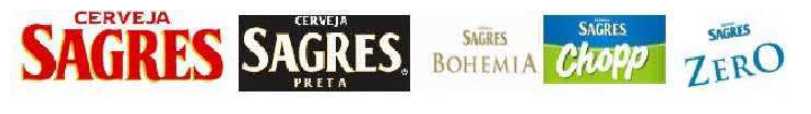 CERVEJA
SAGRES
CERVEJA
SAGRES
PRETA
SAGRES
BOHEMIA
SAGRES
Chopp
SAGRES
ZERO